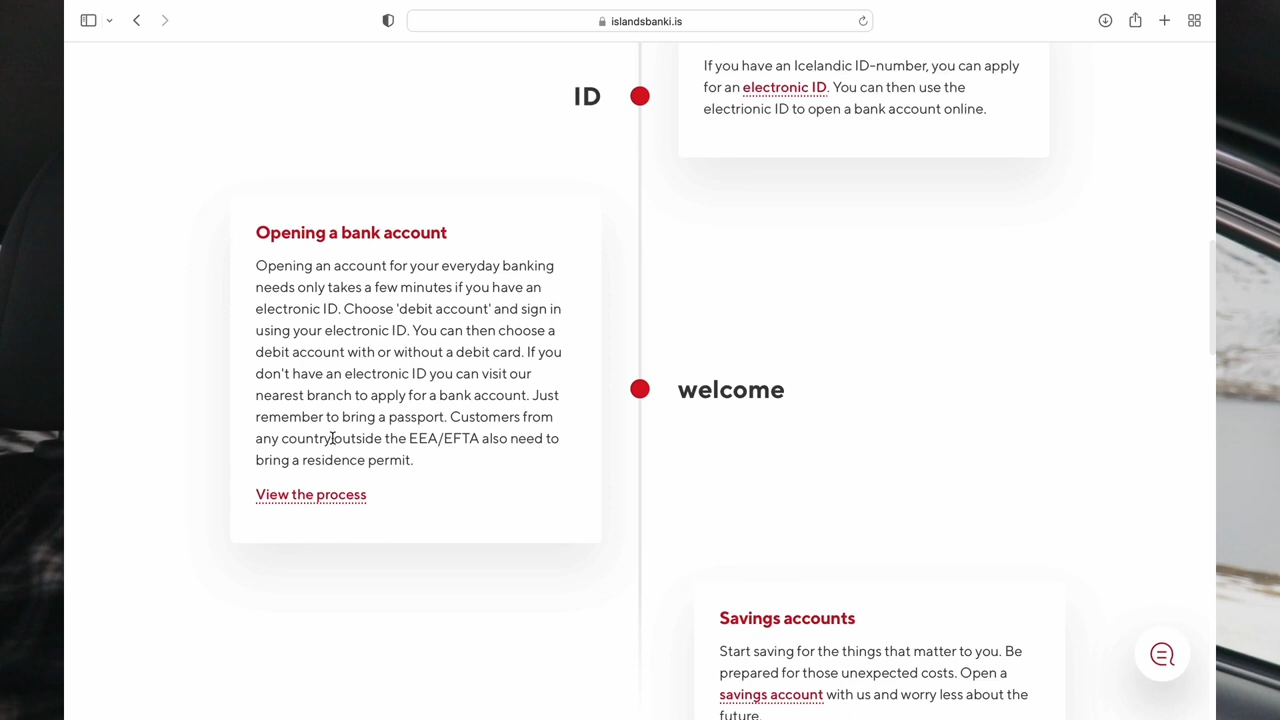 islandsbanki.is
If you have an Icelandic ID-number, you can apply
for an electronic ID. You can then use the
electrionic ID to open a bank account online.
ID
Opening a bank account
Opening an account for your everyday banking
needs only takes a few minutes if you have an
electronic ID. Choose 'debit account' and sign in
using your electronic ID. You can then choose a
debit account with or without a debit card. If you
don't have an electronic ID you can visit our
nearest branch to apply for a bank account. Just
remember to bring a passport. Customers from
any country outside the EEA/EFTA also need to
bring a residence permit.
View the process
welcome
Savings accounts
Start saving for the things that matter to you. Be
prepared for those unexpected costs. Open a
savings account with us and worry less about the
future.